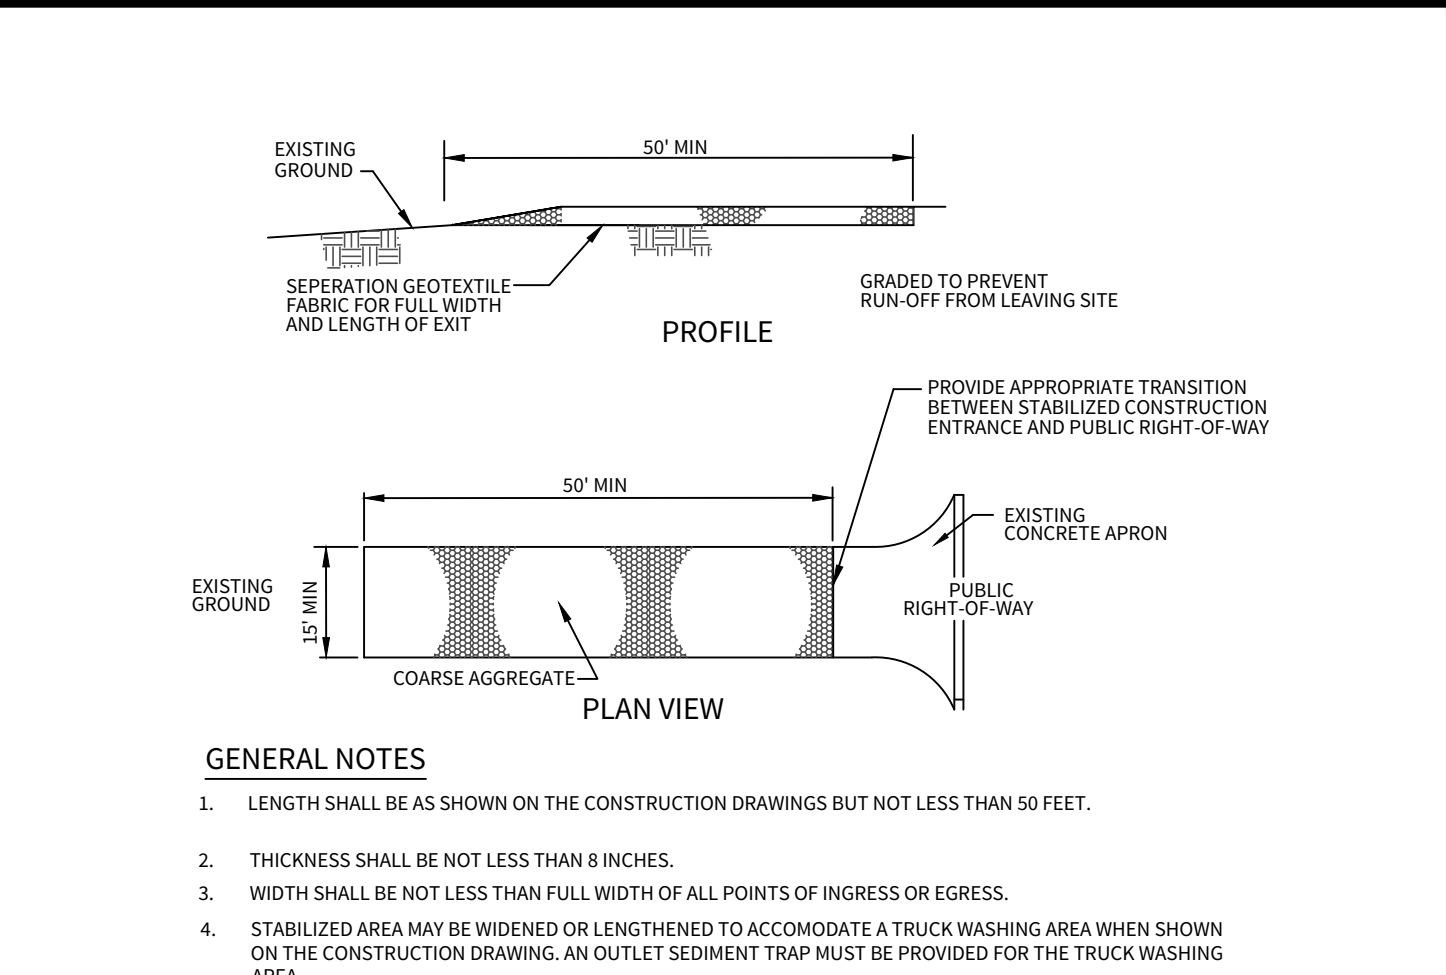 EXISTING
GROUND
50' MIN
SEPERATION GEOTEXTILE
FABRIC FOR FULL WIDTH
AND LENGTH OF EXIT
GRADED TO PREVENT
RUN-OFF FROM LEAVING SITE
PROFILE
PROVIDE APPROPRIATE TRANSITION
BETWEEN STABILIZED CONSTRUCTION
ENTRANCE AND PUBLIC RIGHT-OF-WAY
50' MIN
EXISTING
CONCRETE APRON
EXISTING
GROUND
15' MIN
PUBLIC
RIGHT-OF-WAY
COARSE AGGREGATE
PLAN VIEW
GENERAL NOTES
1. LENGTH SHALL BE AS SHOWN ON THE CONSTRUCTION DRAWINGS BUT NOT LESS THAN 50 FEET.
2. THICKNESS SHALL BE NOT LESS THAN 8 INCHES.
3. WIDTH SHALL BE NOT LESS THAN FULL WIDTH OF ALL POINTS OF INGRESS OR EGRESS.
4. STABILIZED AREA MAY BE WIDENED OR LENGTHENED TO ACCOMODATE A TRUCK WASHING AREA WHEN SHOWN
ON THE CONSTRUCTION DRAWING. AN OUTLET SEDIMENT TRAP MUST BE PROVIDED FOR THE TRUCK WASHING
AREA.